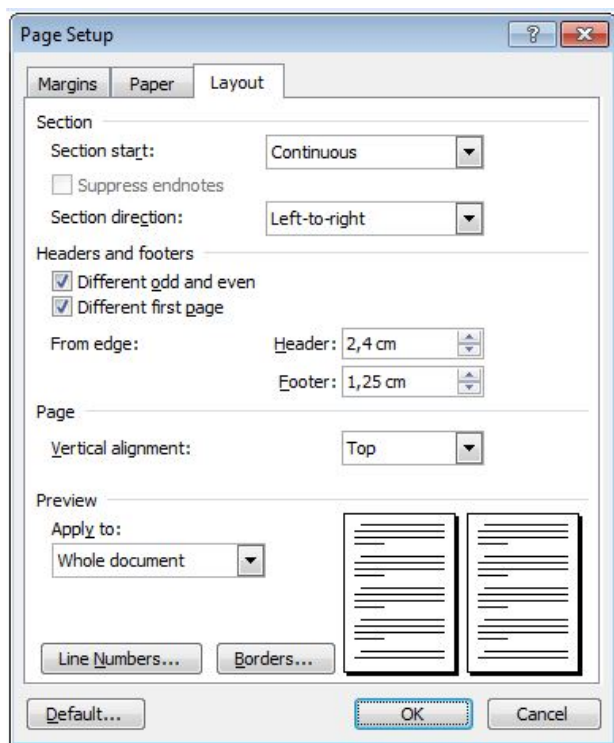 Page Setup
Margins Paper Layout
Section
Section start: Continuous
Suppress endnotes
Section direction: Left-to-right
Headers and footers
Different odd and even
Different first page
From edge: Header: 2,4 cm
Footer: 1,25 cm
Page
Vertical alignment: Top
Preview
Apply to:
Whole document
Line Numbers... Borders...
Default... OK Cancel